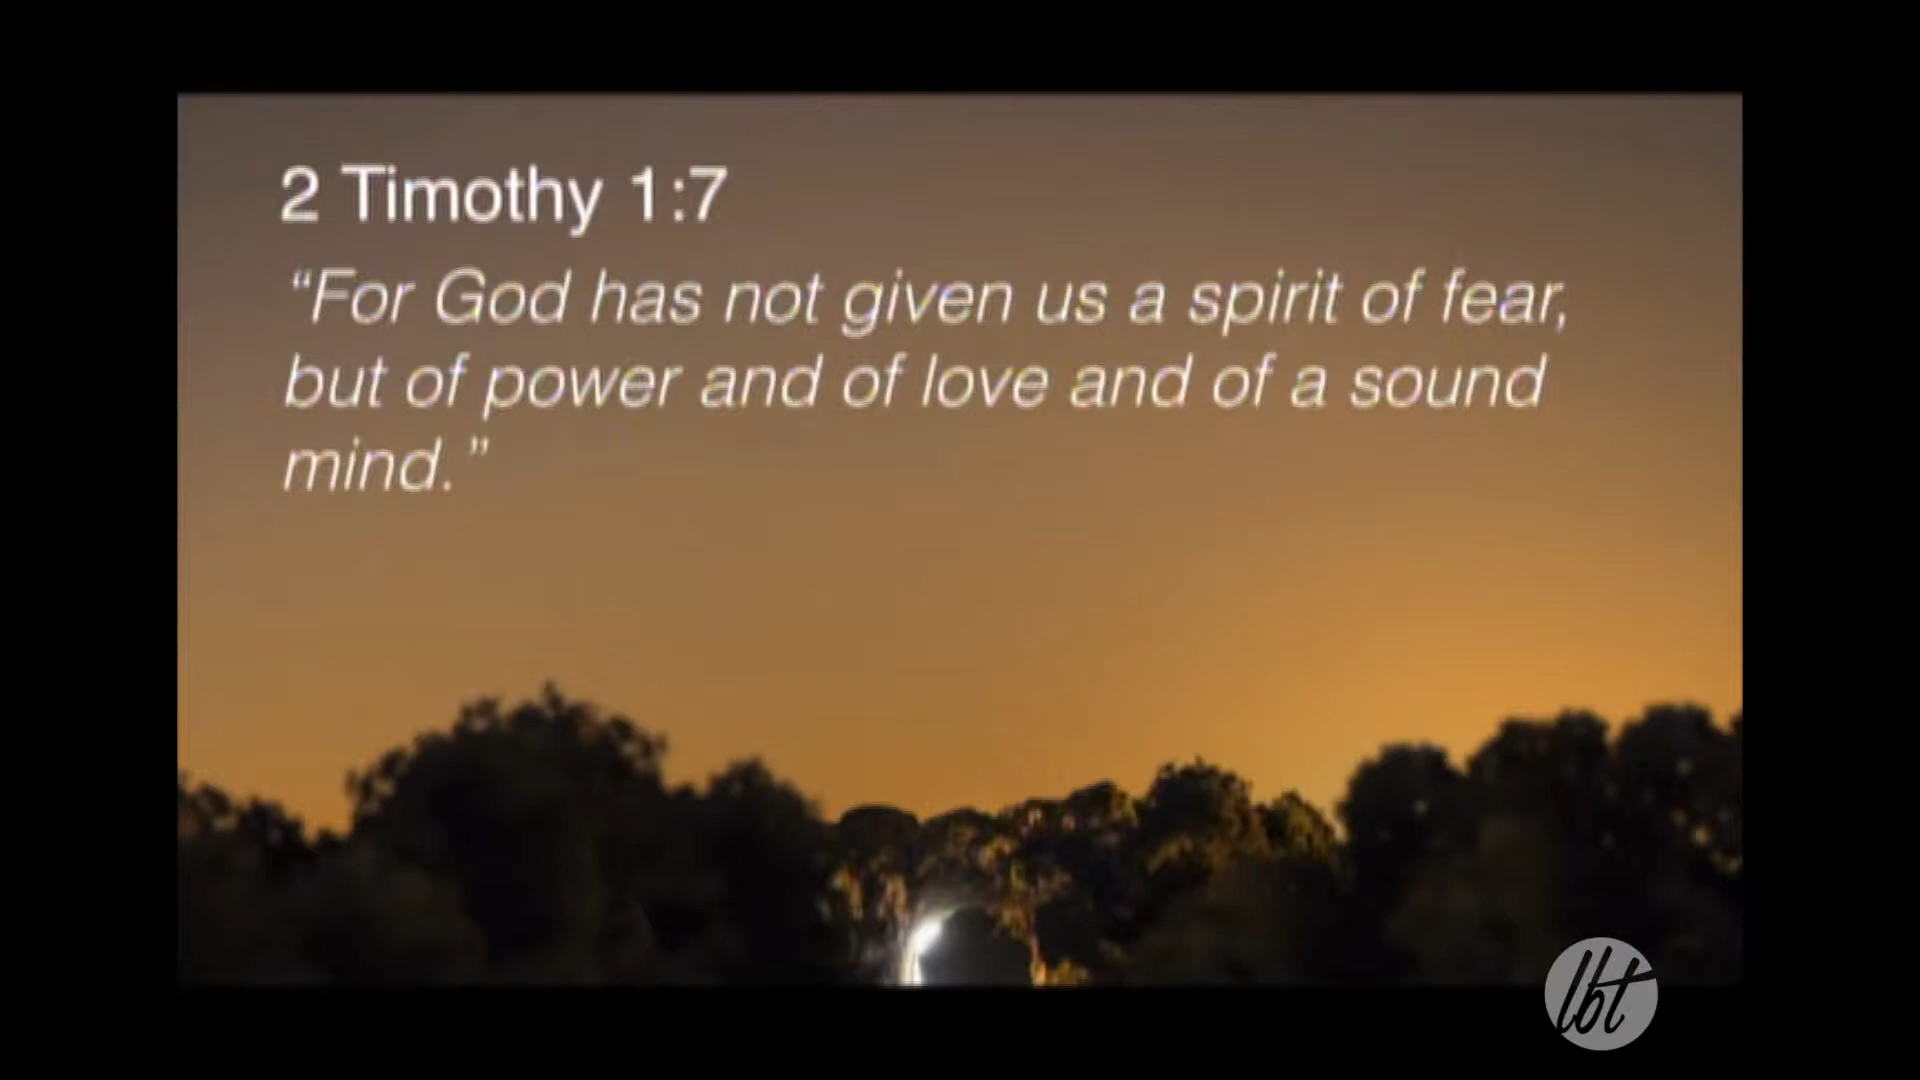 2 Timothy 1:7
“For God has not given us a spirit of fear,
but of power and of love and of a sound
mind.”
lbt